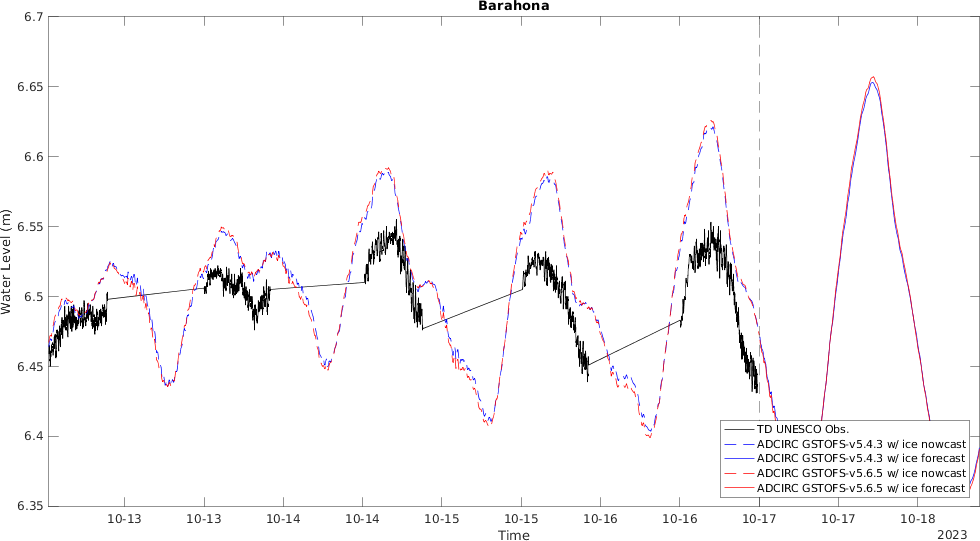 Barahona
6.7
6.65
6.6
6.55
6.5
6.45
6.4
6.35
Water Level (m)
TD UNESCO Obs.
ADCIRC GSTOFS-v5.4.3 w/ ice nowcast
ADCIRC GSTOFS-v5.4.3 w/ ice forecast
ADCIRC GSTOFS-v5.6.5 w/ ice nowcast
ADCIRC GSTOFS-v5.6.5 w/ ice forecast
10-13 10-13 10-14 10-14 10-15 10-15 10-16 10-16 10-17 10-17 10-18
Time
2023